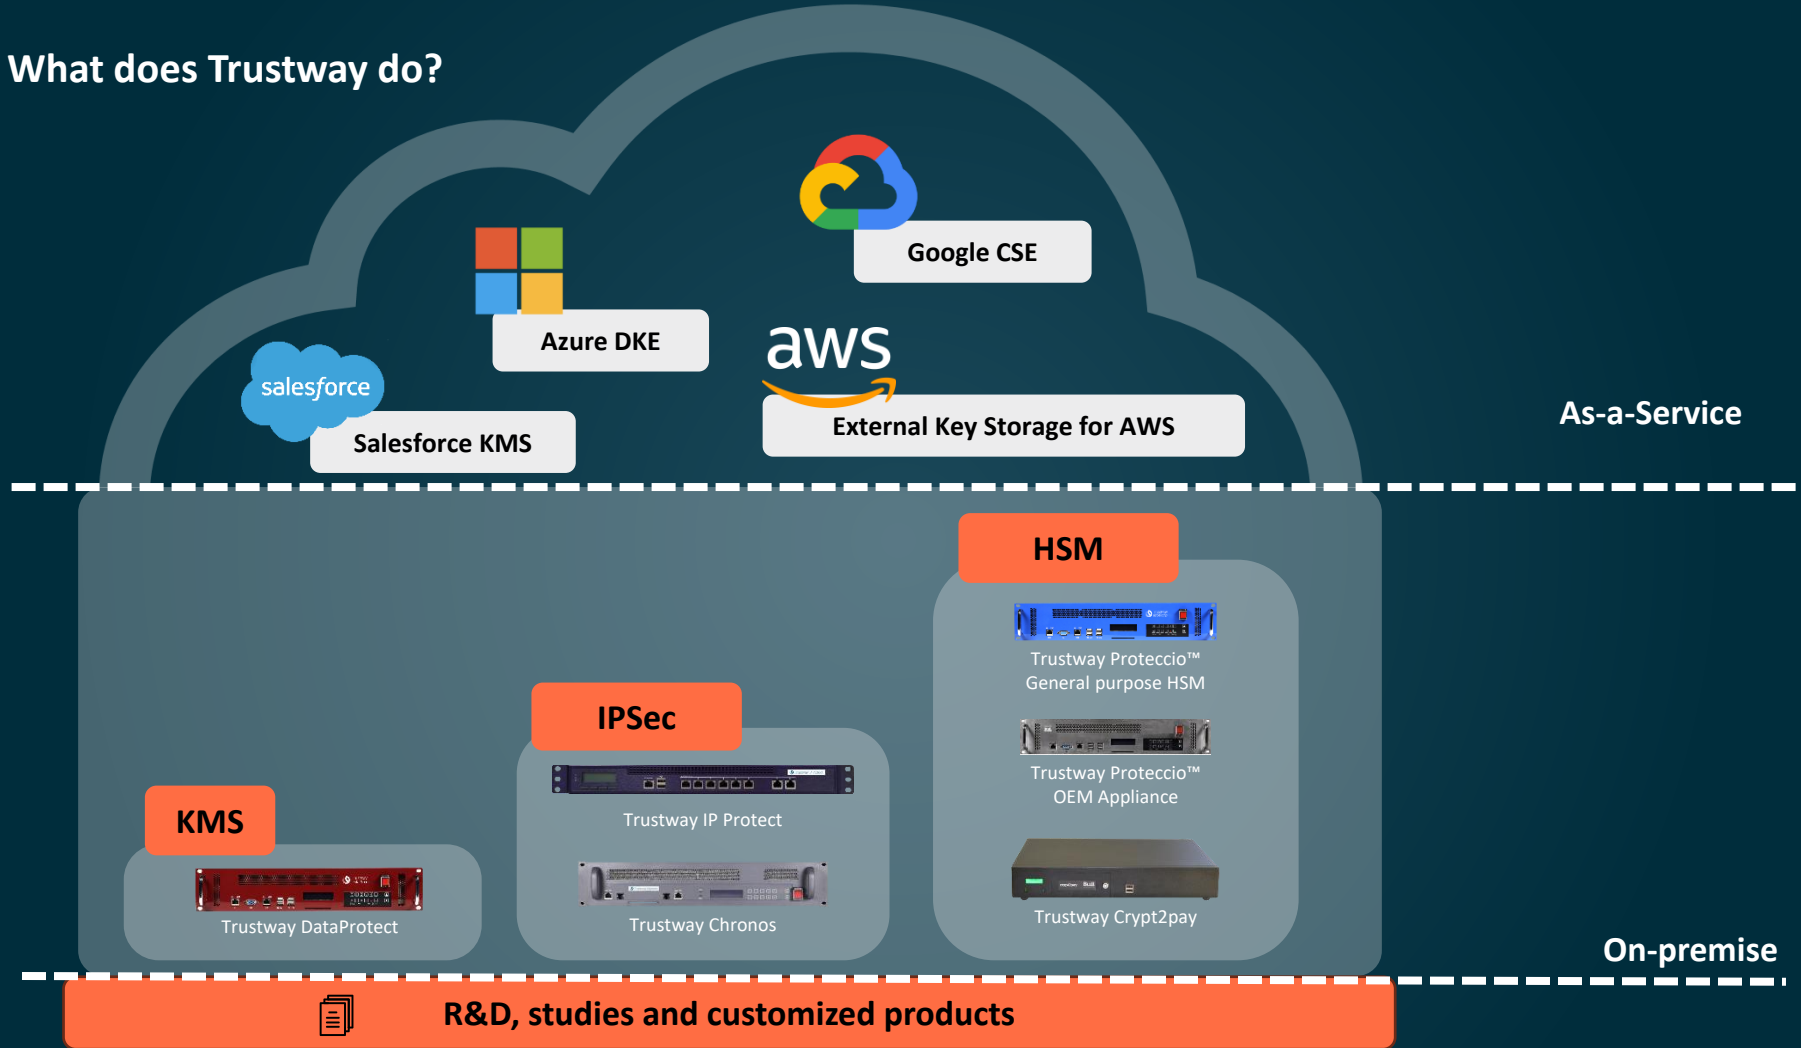 What does Trustway do?
Google CSE
Azure DKE
aws
salesforce
External Key Storage for AWS
As-a-Service
Salesforce KMS
HSM
Trustway Proteccio™
General purpose HSM
IPSec
Trustway Proteccio™
OEM Appliance
KMS
Trustway IP Protect
Trustway DataProtect
Trustway Chronos
Trustway Crypt2pay
On-premise
R&D, studies and customized products